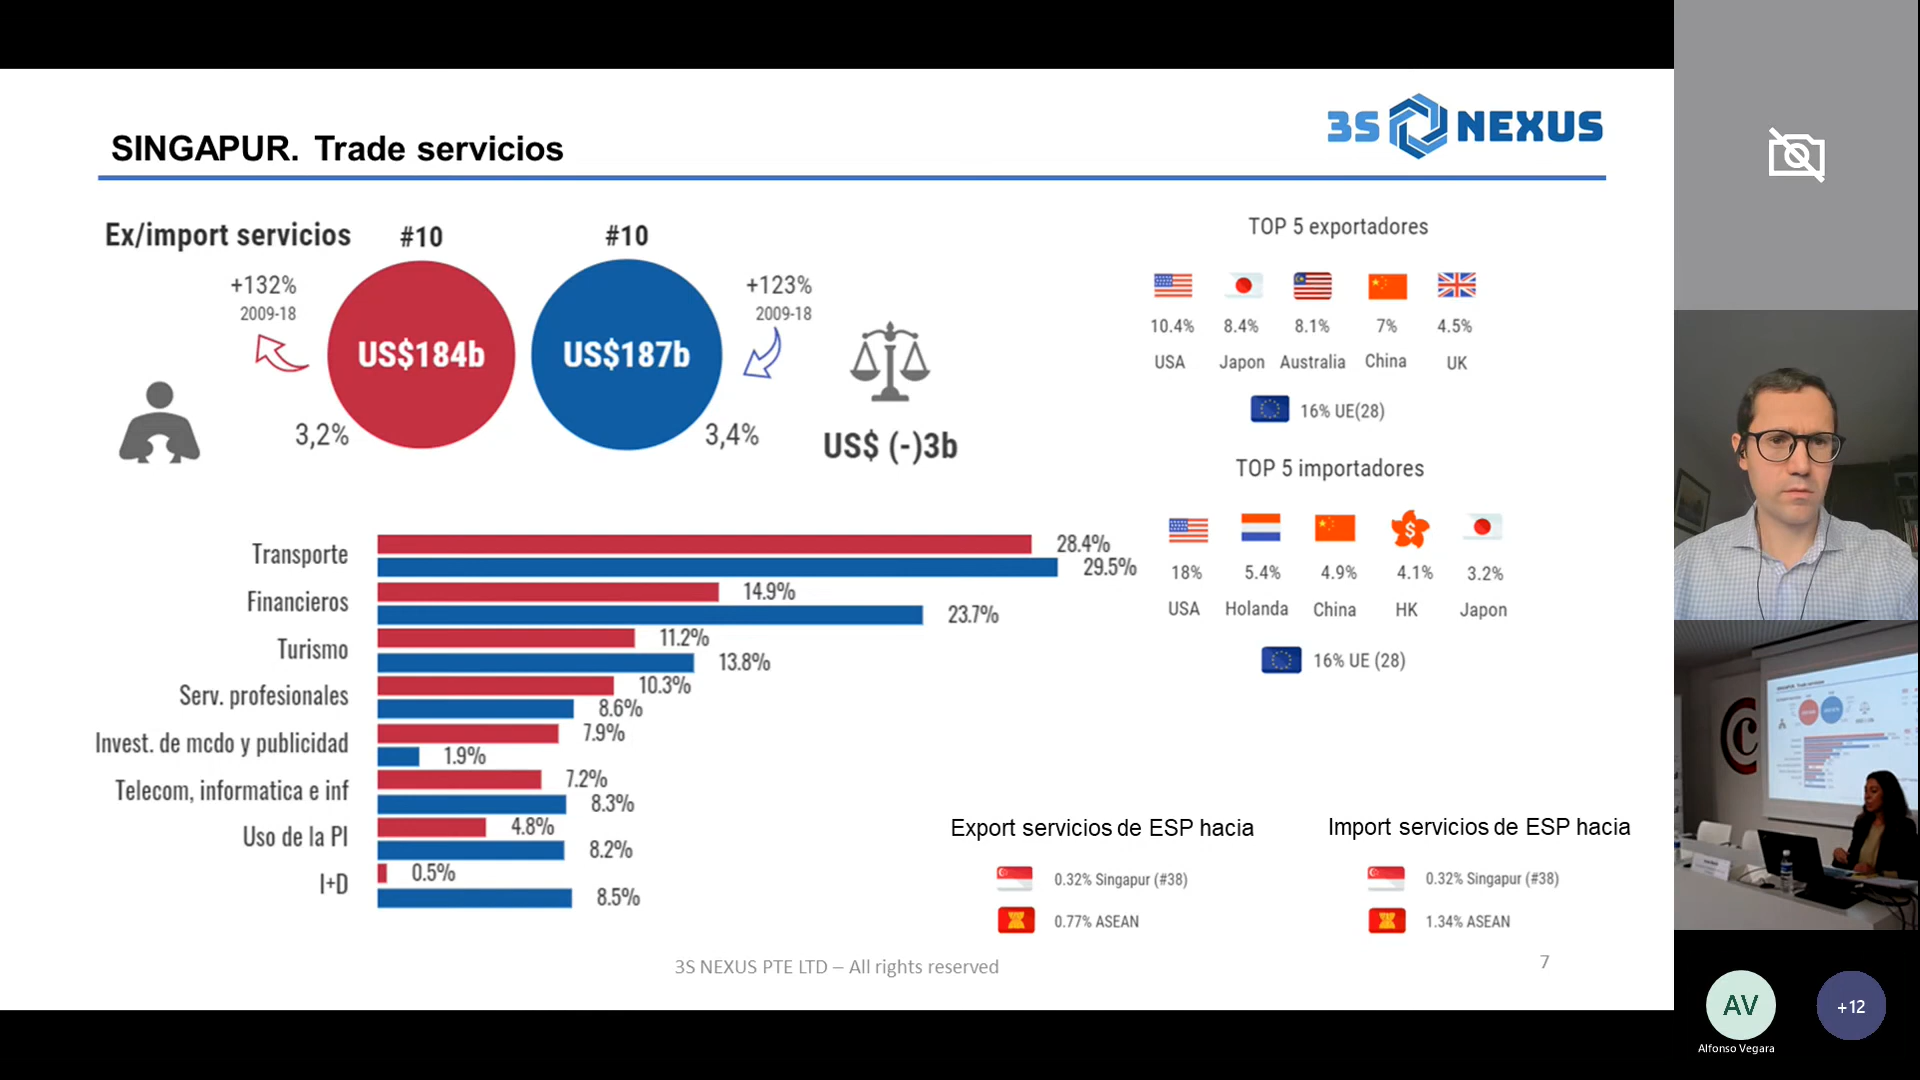 SINGAPUR. Trade servicios
3S NEXUS
Ex/import servicios
#10
#10
+132%
2009-18
+123%
2009-18
US$184b
US$187b
3,2%
3,4%
US$ (-)3b
TOP 5 exportadores
10.4% 8.4% 8.1% 7% 4.5%
USA Japon Australia China UK
16% UE(28)
TOP 5 importadores
$
18% 5.4% 4.9% 4.1% 3.2%
USA Holanda China HK Japon
16% UE (28)
Transporte 28.4%
29.5%
Financieros 14.9%
23.7%
Turismo 11.2%
13.8%
Serv. profesionales 10.3%
8.6%
Invest. de mcdo y publicidad 7.9%
1.9%
Telecom, informatica e inf 7.2%
8.3%
Uso de la PI 4.8%
8.2%
I+D 0.5%
8.5%
Export servicios de ESP hacia
0.32% Singapur (#38)
0.77% ASEAN
Import servicios de ESP hacia
0.32% Singapur (#38)
1.34% ASEAN
3S NEXUS PTE LTD – All rights reserved
7
AV
Alfonso Vegara
+12